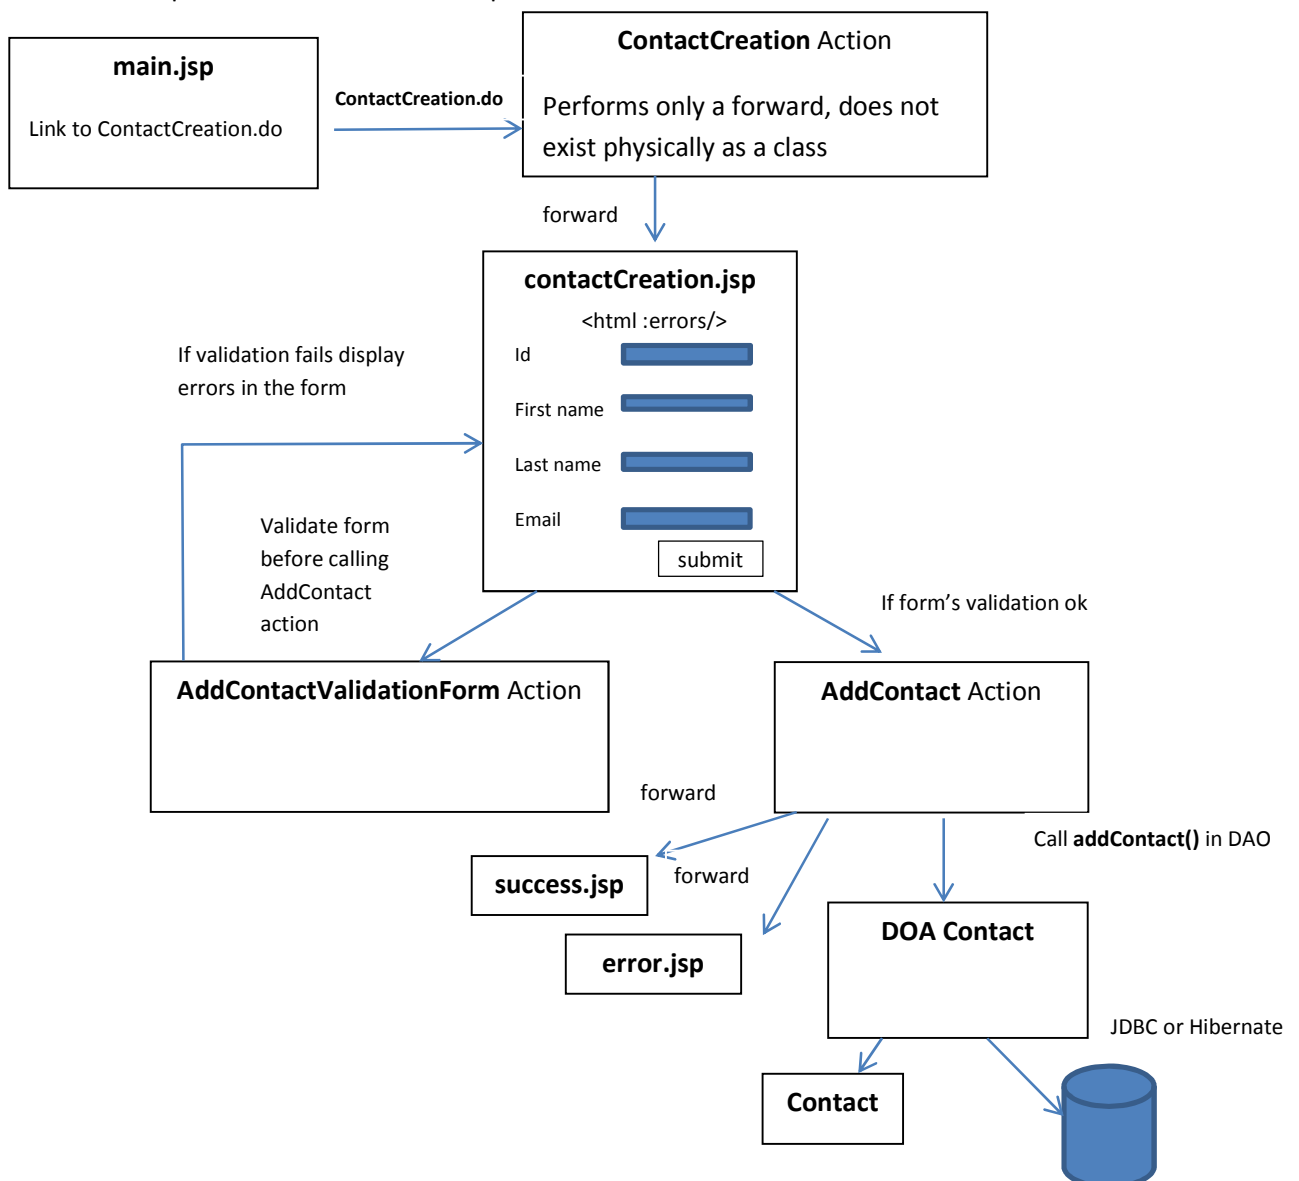 main.jsp
Link to ContactCreation.do
ContactCreation.do
ContactCreation Action
Performs only a forward, does not
exist physically as a class
forward
contactCreation.jsp
<html :errors/>
Id
First name
Last name
Email
submit
If validation fails display
errors in the form
Validate form
before calling
AddContact
action
If form's validation ok
AddContactValidationForm Action
AddContact Action
forward
forward
Call addContact() in DAO
success.jsp
error.jsp
DOA Contact
JDBC or Hibernate
Contact